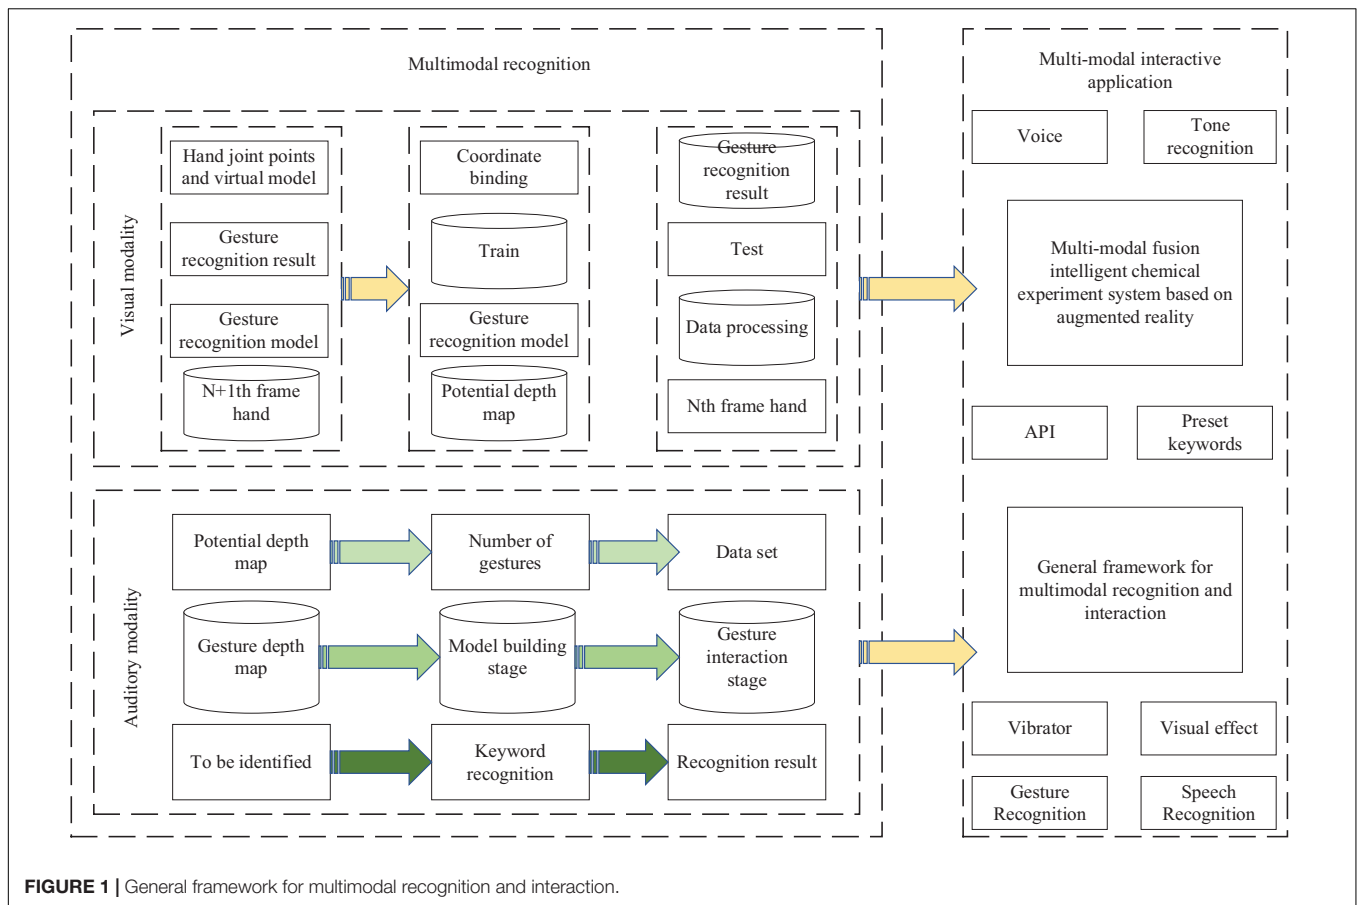 Multimodal recognition
Visual modality
Hand joint points
and virtual model
Gesture
recognition result
Gesture
recognition model
N+1th frame
hand
Coordinate
binding
Train
Gesture
recognition model
Potential depth
map
Gesture
recognition
result
Test
Data processing
Nth frame hand
Auditory modality
Potential depth
map
Number of
gestures
Data set
Gesture depth
map
Model building
stage
Gesture
interaction
stage
To be identified
Keyword
recognition
Recognition result
Multi-modal interactive
application
Voice
Tone
recognition
Multi-modal fusion
intelligent chemical
experiment system based on
augmented reality
API
Preset
keywords
General framework for
multimodal recognition and
interaction
Vibrator
Visual effect
Gesture
Recognition
Speech
Recognition
FIGURE 1 | General framework for multimodal recognition and interaction.